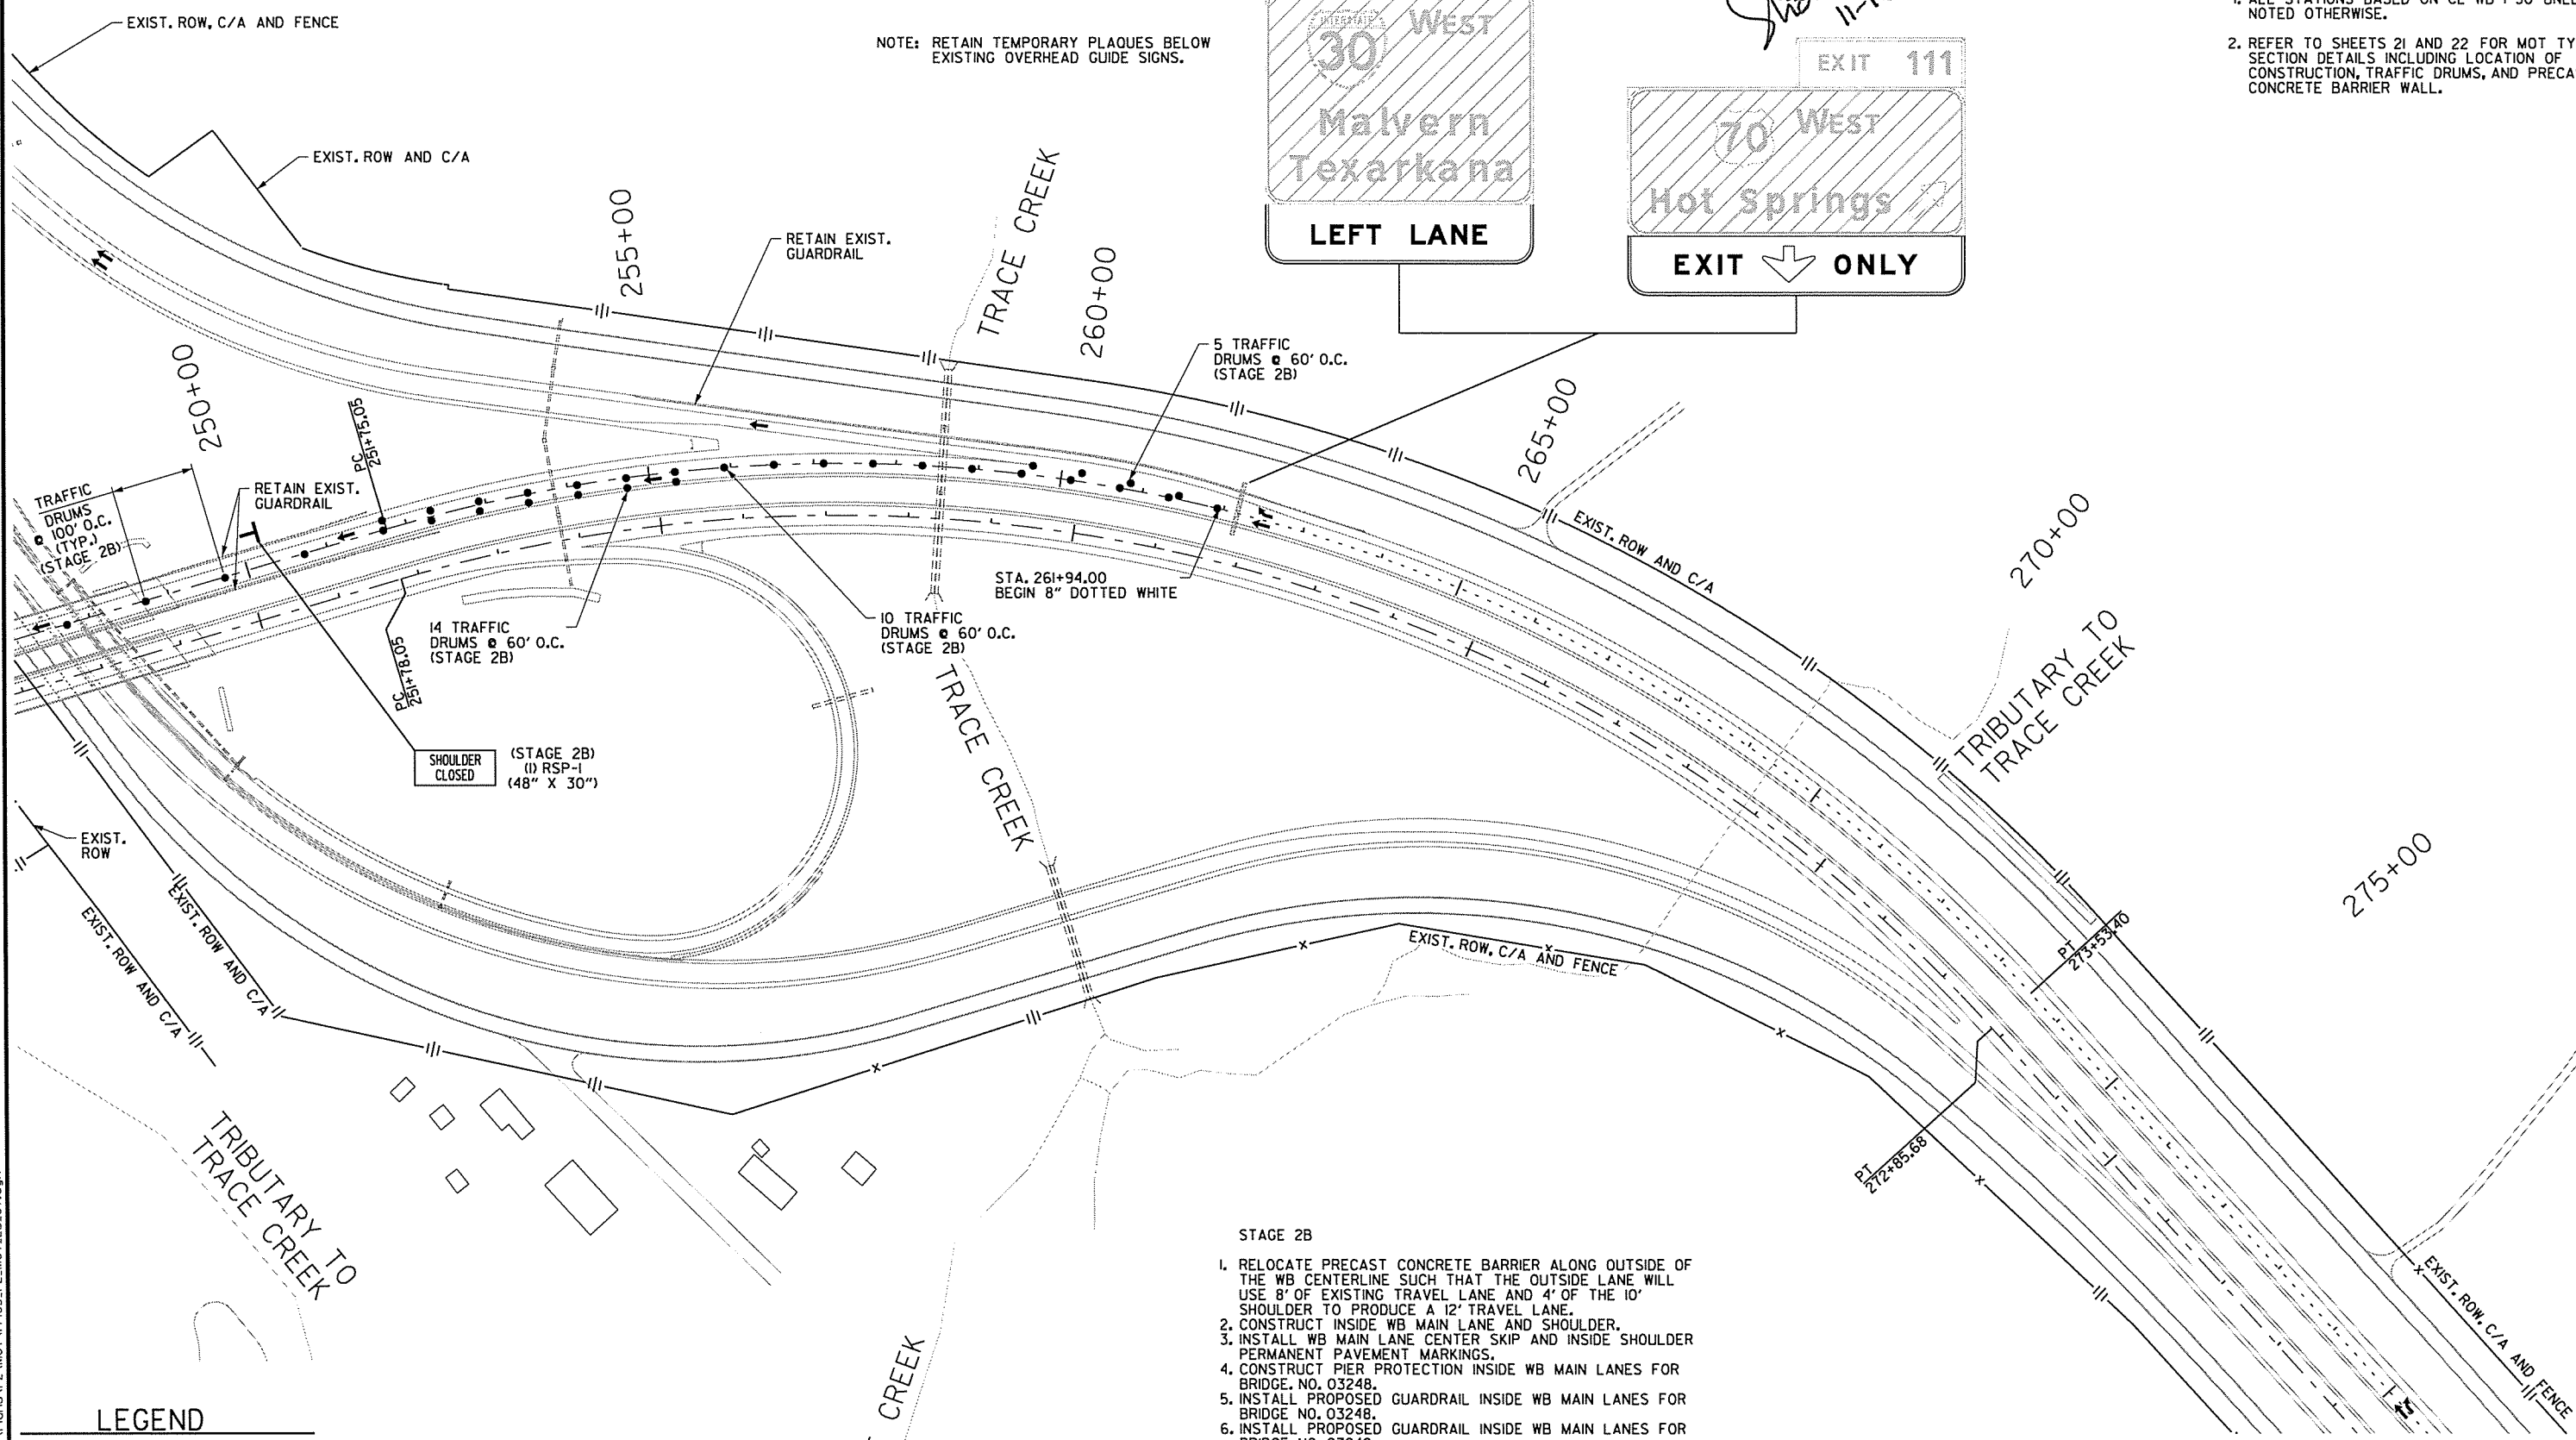 EXIST. ROW, C/A AND FENCE
EXIST. ROW AND C/A
NOTE: RETAIN TEMPORARY PLAQUES BELOW
EXISTING OVERHEAD GUIDE SIGNS.
INTERSTATE
30 WEST
Malvern
Texarkana
LEFT LANE
EXIT 111
70 WEST
Hot Springs
EXIT ONLY
NOTED OTHERWISE.
2. REFER TO SHEETS 21 AND 22 FOR MOT TY
SECTION DETAILS INCLUDING LOCATION OF
CONSTRUCTION, TRAFFIC DRUMS, AND PRECA
CONCRETE BARRIER WALL.
250+00
255+00
260+00
265+00
270+00
275+00
TRACE CREEK
RETAIN EXIST.
GUARDRAIL
5 TRAFFIC
DRUMS @ 60' O.C.
(STAGE 2B)
PC
251+75.05
TRAFFIC
DRUMS
@ 100' O.C.
(TYP.)
(STAGE 2B)
RETAIN EXIST.
GUARDRAIL
EXIST. ROW AND C/A
STA. 261+94.00
BEGIN 8" DOTTED WHITE
14 TRAFFIC
DRUMS @ 60' O.C.
(STAGE 2B)
10 TRAFFIC
DRUMS @ 60' O.C.
(STAGE 2B)
PC
251+78.05
TRACE CREEK
TRIBUTARY TO
TRACE CREEK
SHOULDER
CLOSED
(STAGE 2B)
(1) RSP-1
(48" X 30")
EXIST.
ROW
EXIST. ROW AND C/A
EXIST. ROW AND C/A
EXIST. ROW, C/A AND FENCE
PT
273+53.40
PT
272+85.68
TRIBUTARY TO
TRACE CREEK
EXIST. ROW, C/A AND FENCE
CREEK
STAGE 2B
1. RELOCATE PRECAST CONCRETE BARRIER ALONG OUTSIDE OF
THE WB CENTERLINE SUCH THAT THE OUTSIDE LANE WILL
USE 8' OF EXISTING TRAVEL LANE AND 4' OF THE 10'
SHOULDER TO PRODUCE A 12' TRAVEL LANE.
2. CONSTRUCT INSIDE WB MAIN LANE AND SHOULDER.
3. INSTALL WB MAIN LANE CENTER SKIP AND INSIDE SHOULDER
PERMANENT PAVEMENT MARKINGS.
4. CONSTRUCT PIER PROTECTION INSIDE WB MAIN LANES FOR
BRIDGE. NO. 03248.
5. INSTALL PROPOSED GUARDRAIL INSIDE WB MAIN LANES FOR
BRIDGE NO. 03248.
6. INSTALL PROPOSED GUARDRAIL INSIDE WB MAIN LANES FOR
LEGEND